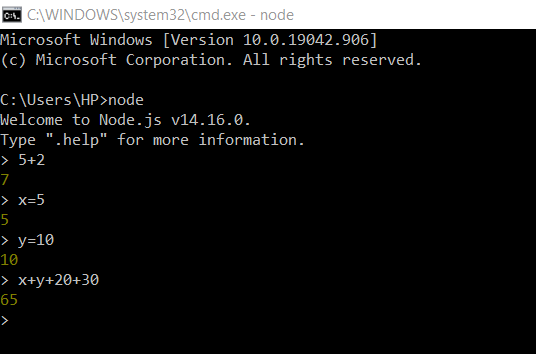 C:\WINDOWS\system32\cmd.exe - node
Microsoft Windows [Version 10.0.19042.906]
(c) Microsoft Corporation. All rights reserved.
C:\Users\HP>node
Welcome to Node.js v14.16.0.
Type ".help" for more information.
> 5+2
7
> x=5
5
> y=10
10
> x+y+20+30
65
>